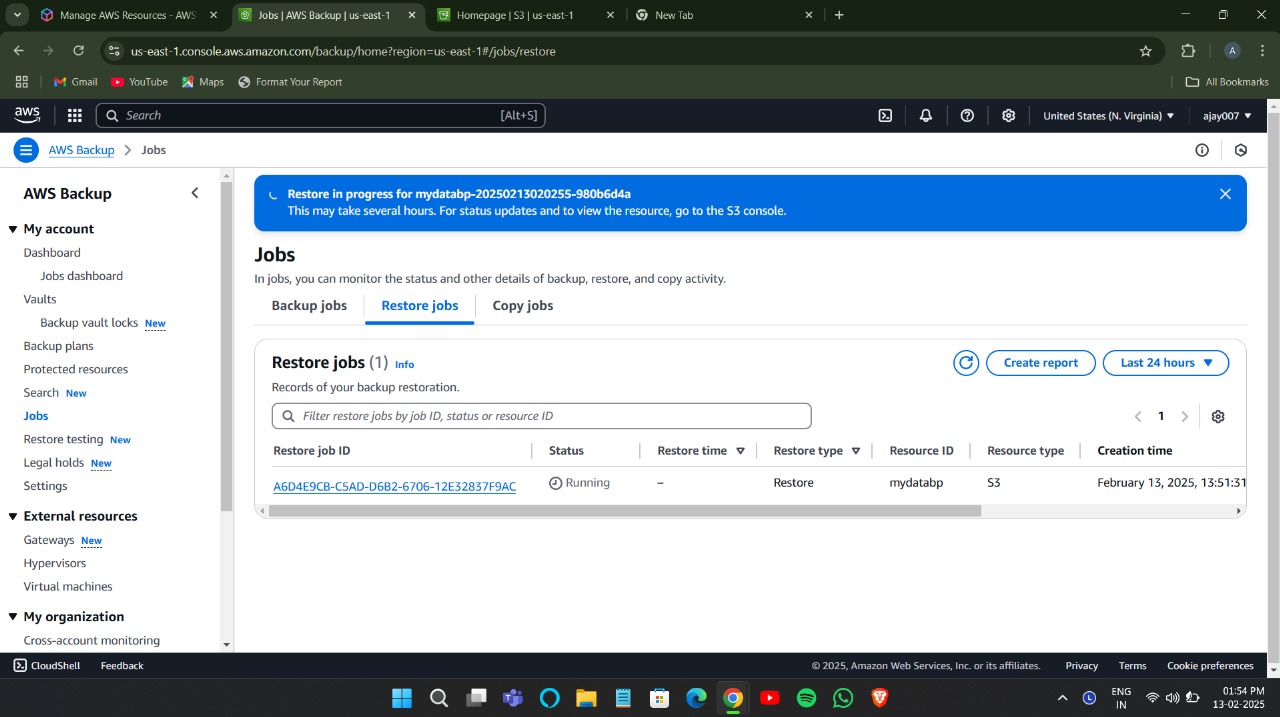 Manage AWS Resources - AWS
Jobs | AWS Backup | us-east-1
Homepage | S3 | us-east-1
New Tab
us-east-1.console.aws.amazon.com/backup/home?region=us-east-1#/jobs/restore
A
Gmail
YouTube
Maps
Format Your Report
All Bookmarks
aws
Search
[Alt+S]
United States (N. Virginia)
ajay007
AWS Backup
Jobs
AWS Backup
My account
Dashboard
Jobs dashboard
Vaults
Backup vault locks New
Backup plans
Protected resources
Search New
Jobs
Restore testing New
Legal holds New
Settings
External resources
Gateways New
Hypervisors
Virtual machines
My organization
Cross-account monitoring
Restore in progress for mydatabp-20250213020255-980b6d4a
This may take several hours. For status updates and to view the resource, go to the S3 console.
Jobs
In jobs, you can monitor the status and other details of backup, restore, and copy activity.
Backup jobs
Restore jobs
Copy jobs
Restore jobs (1) Info
Create report
Last 24 hours
Records of your backup restoration.
Filter restore jobs by job ID, status or resource ID
1
Restore job ID
Status
Restore time
Restore type
Resource ID
Resource type
Creation time
A6D4E9CB-C5AD-D6B2-6706-12E32837F9AC
Running
–
Restore
mydatabp
S3
February 13, 2025, 13:51:31
CloudShell
Feedback
© 2025, Amazon Web Services, Inc. or its affiliates.
Privacy
Terms
Cookie preferences
L
ENG
IN
01:54 PM
13-02-2025